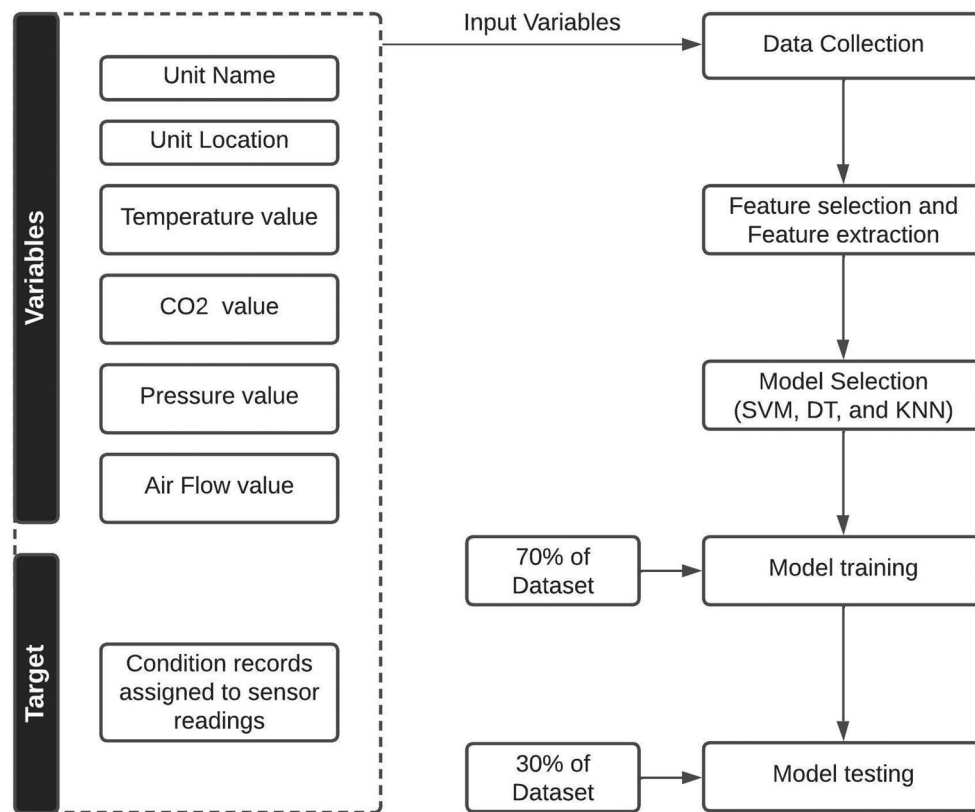 Variables
Unit Name
Unit Location
Temperature value
CO2 value
Pressure value
Air Flow value
Target
Condition records
assigned to sensor
readings
Input Variables
Data Collection
Feature selection and
Feature extraction
Model Selection
(SVM, DT, and KNN)
70% of
Dataset
Model training
30% of
Dataset
Model testing